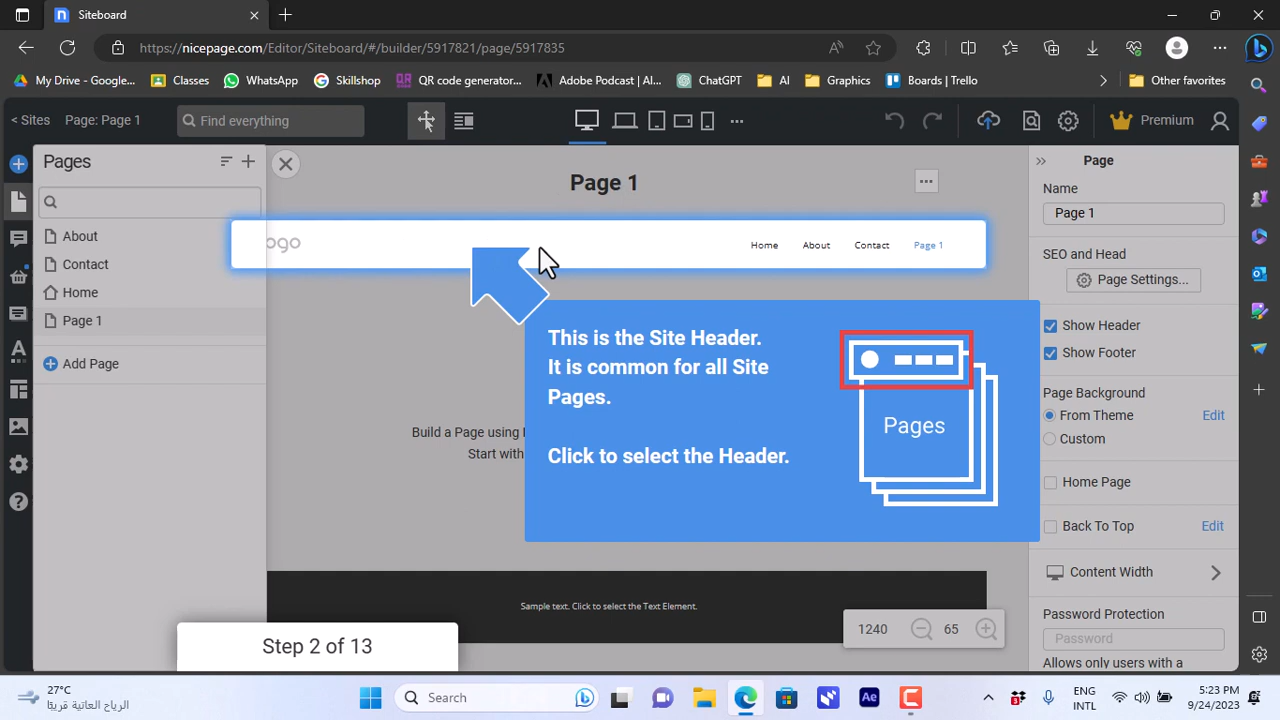 Siteboard
https://nicepage.com/Editor/Siteboard/#/builder/5917821/page/5917835
My Drive - Google...
Classes
WhatsApp
Skillshop
QR code generator...
Adobe Podcast | Al...
ChatGPT
AI
Graphics
Boards | Trello
Other favorites
< Sites
Page: Page 1
Find everything
Premium
Pages
About
Contact
Home
Page 1
Add Page
Page 1
ogo
Home
About
Contact
Page 1
This is the Site Header.
It is common for all Site
Pages.
Click to select the Header.
Pages
Build a Page using
Start with
Sample text. Click to select the Text Element.
1240
65
Step 2 of 13
Page
Name
Page 1
SEO and Head
Page Settings...
Show Header
Show Footer
Page Background
From Theme
Edit
Custom
Home Page
Back To Top
Edit
Content Width
Password Protection
Password
Allows only users with a
27°C
الرياح العاتية قريبًا
Search
Ae
ENG
INTL
5:23 PM
9/24/2023